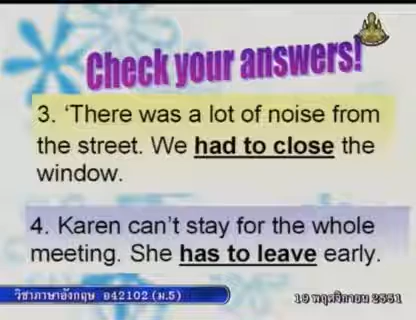 Check your answers!
3. ‘There was a lot of noise from
the street. We had to close the
window.
4. Karen can’t stay for the whole
meeting. She has to leave early.
วิชาภาษาอังกฤษ อ42102 (ม.5)
19 พฤศจิกายน 2551